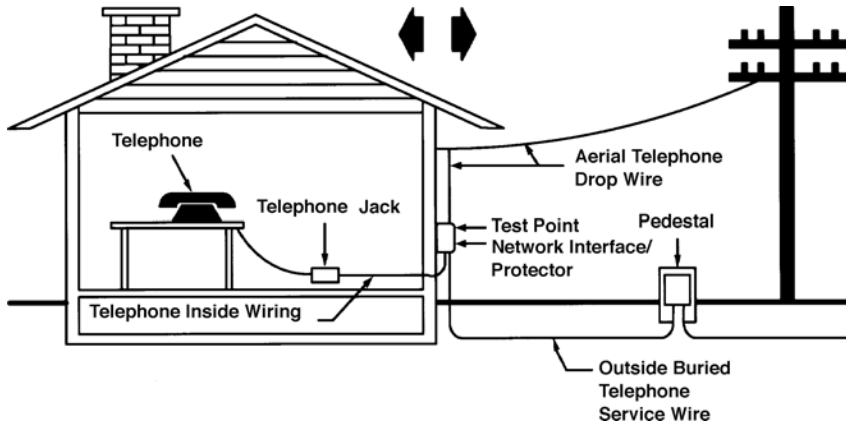 Telephone
Telephone Jack
Telephone Inside Wiring
Aerial Telephone
Drop Wire
Test Point
Network Interface/
Protector
Pedestal
Outside Buried
Telephone
Service Wire